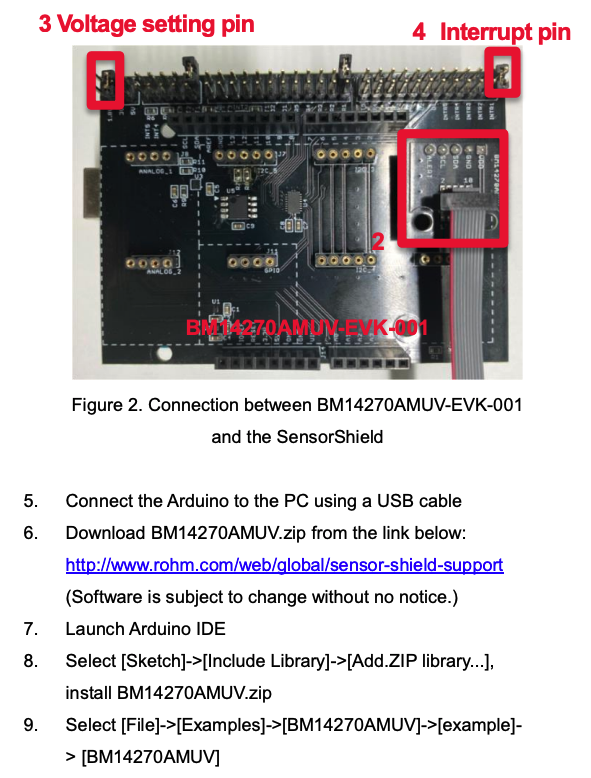 3 Voltage setting pin
4 Interrupt pin
ANALOG_1
I2C_3
ANALOG_2
GPIO
2
BM14270AMUV-EVK-001
Figure 2. Connection between BM14270AMUV-EVK-001
and the SensorShield
5. Connect the Arduino to the PC using a USB cable
6. Download BM14270AMUV.zip from the link below:
http://www.rohm.com/web/global/sensor-shield-support
(Software is subject to change without no notice.)
7. Launch Arduino IDE
8. Select [Sketch]->[Include Library]->[Add.ZIP library...],
install BM14270AMUV.zip
9. Select [File]->[Examples]->[BM14270AMUV]->[example]-
> [BM14270AMUV]